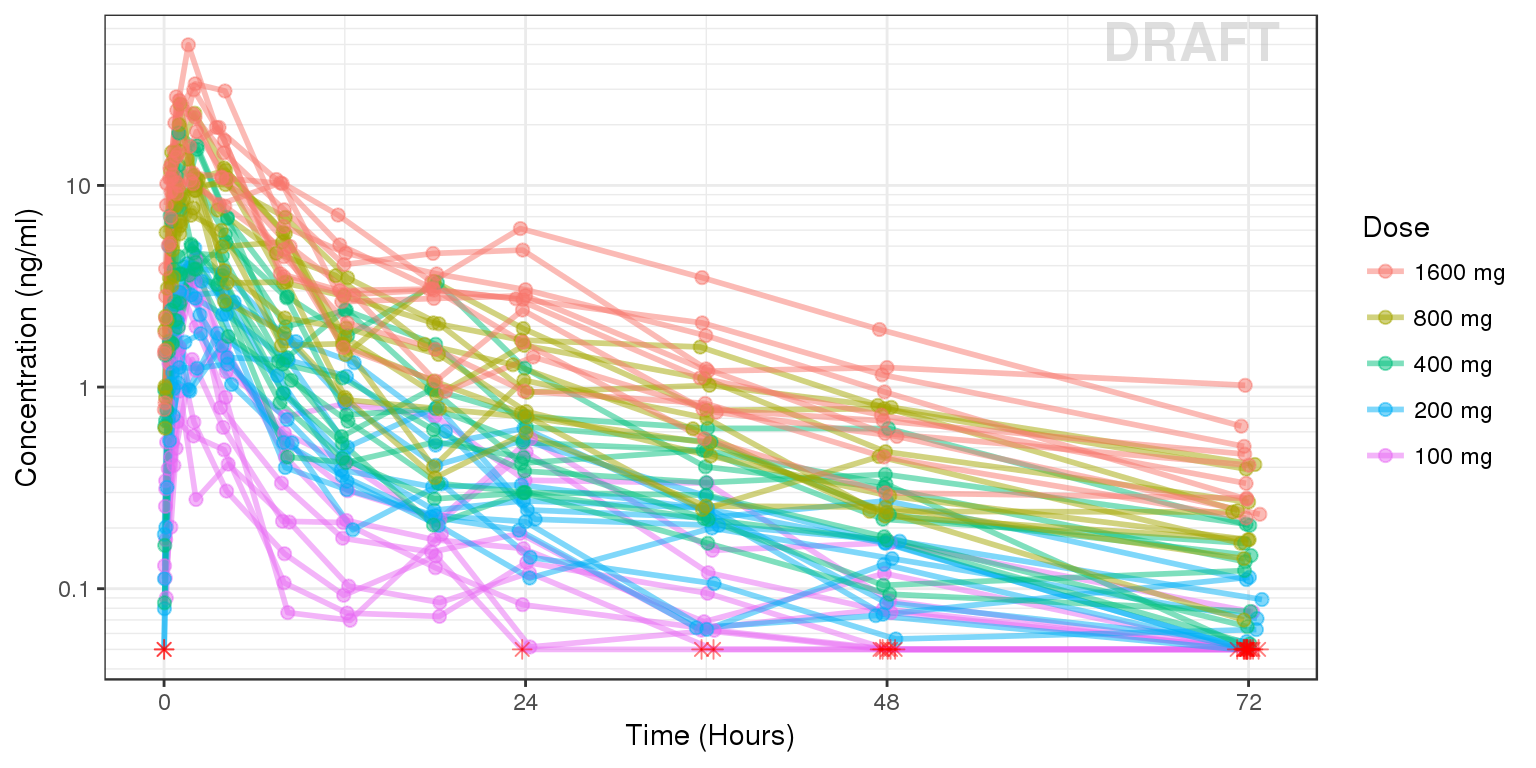 DRAFT
10
1
0.1
Concentration (ng/ml)
0
24
48
72
Time (Hours)
Dose
1600 mg
800 mg
400 mg
200 mg
100 mg